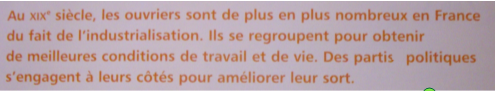 Au XIXe siècle, les ouvriers sont de plus en plus nombreux en France
du fait de l'industrialisation. Ils se regroupent pour obtenir
de meilleures conditions de travail et de vie. Des partis politiques
s'engagent à leurs côtés pour améliorer leur sort.